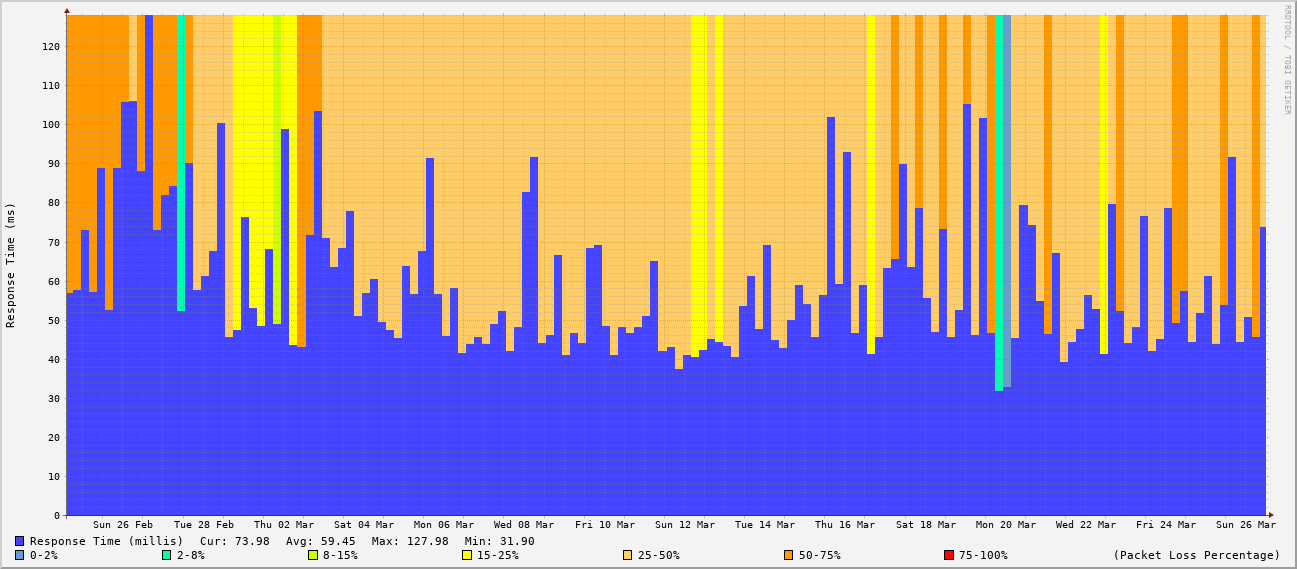 RRDTOOL / TOBI OETIKER
Response Time (ms)
120
110
100
90
80
70
60
50
40
30
20
10
0
Sun 26 Feb Tue 28 Feb Thu 02 Mar Sat 04 Mar Mon 06 Mar Wed 08 Mar Fri 10 Mar Sun 12 Mar Tue 14 Mar Thu 16 Mar Sat 18 Mar Mon 20 Mar Wed 22 Mar Fri 24 Mar Sun 26 Mar
Response Time (millis) Cur: 73.98 Avg: 59.45 Max: 127.98 Min: 31.90
0-2% 2-8% 8-15% 15-25% 25-50% 50-75% 75-100% (Packet Loss Percentage)